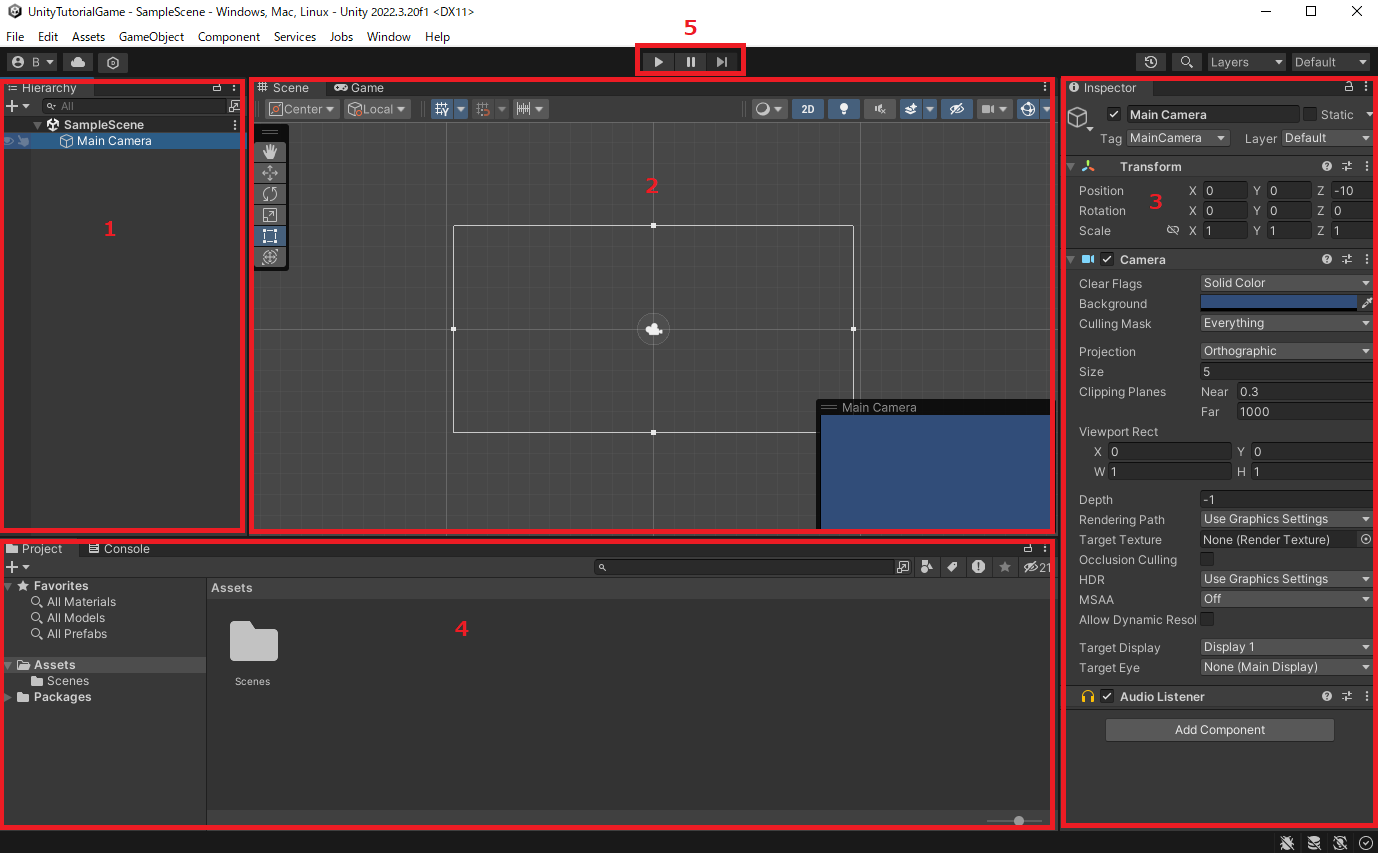 UnityTutorialGame - SampleScene - Windows, Mac, Linux - Unity 2022.3.20f1 <DX11>
File Edit Assets GameObject Component Services Jobs Window Help
5
B
Layers Default
Hierarchy
All
SampleScene
Main Camera
1
Scene Game
Center Local 2D
2
Main Camera
Inspector
Main Camera Static
Tag MainCamera Layer Default
Transform
Position X 0 Y 0 Z -10
3
Rotation X 0 Y 0 Z 0
Scale X 1 Y 1 Z 1
Camera
Clear Flags Solid Color
Background
Culling Mask Everything
Projection Orthographic
Size 5
Clipping Planes Near 0.3
Far 1000
Viewport Rect
X 0 Y 0
W 1 H 1
Depth -1
Rendering Path Use Graphics Settings
Target Texture None (Render Texture)
Occlusion Culling
HDR Use Graphics Settings
MSAA Off
Allow Dynamic Resol
Target Display Display 1
Target Eye None (Main Display)
Audio Listener
Add Component
Project Console
21
Favorites
All Materials
All Models
All Prefabs
Assets
Scenes
Packages
Assets
4
Scenes